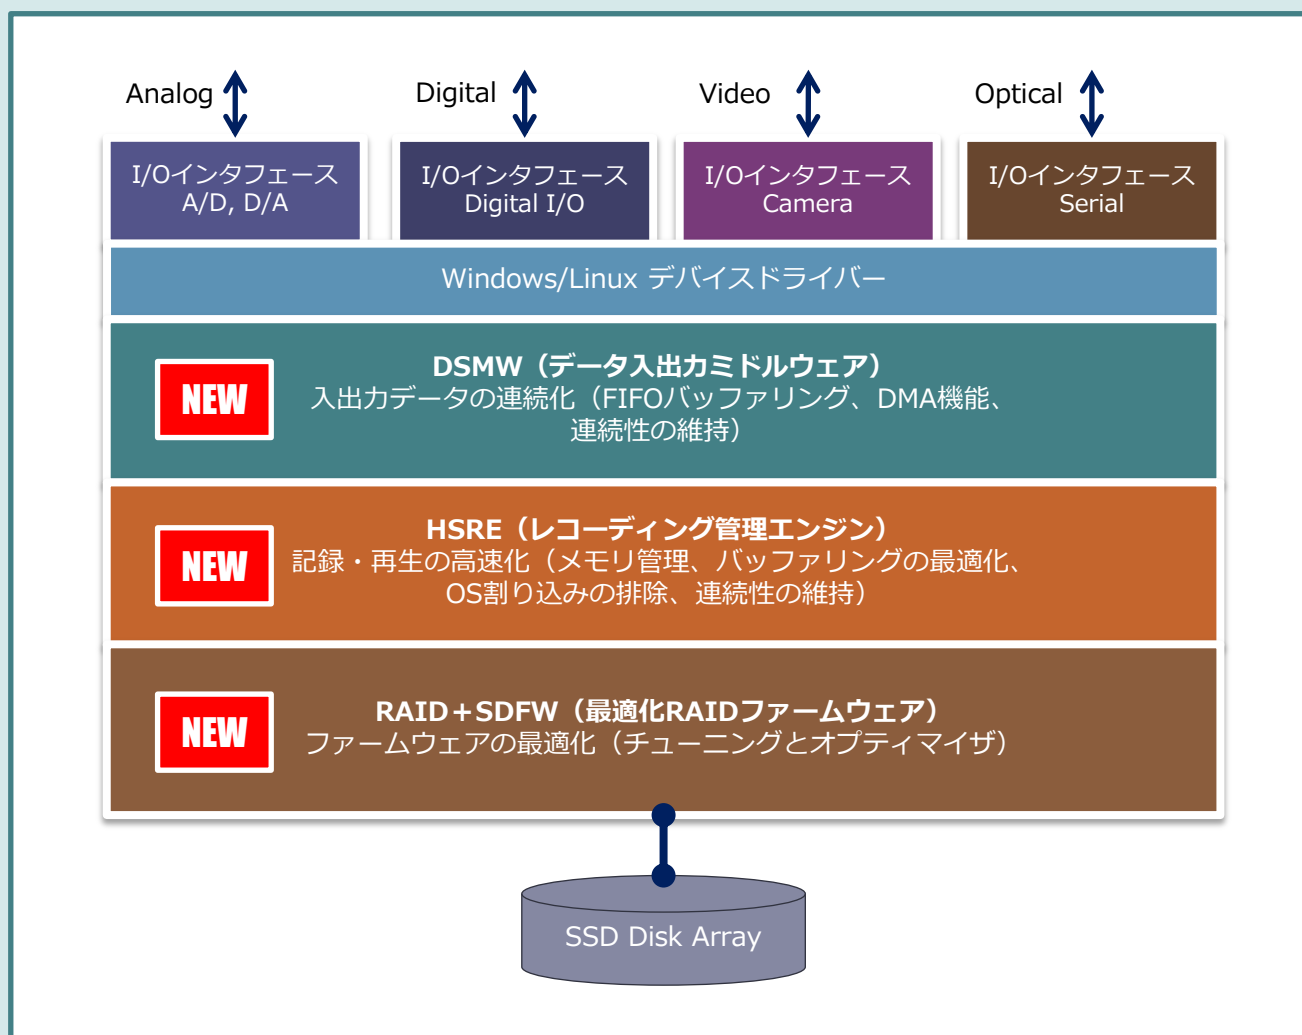 Analog
Digital
Video
Optical
I/Oインタフェース
A/D, D/A
I/Oインタフェース
Digital I/O
I/Oインタフェース
Camera
I/Oインタフェース
Serial
Windows/Linux デバイスドライバー
NEW
DSMW（データ入出力ミドルウェア）
入出力データの連続化（FIFOバッファリング、DMA機能、
連続性の維持）
NEW
HSRE（レコーディング管理エンジン）
記録・再生の高速化（メモリ管理、バッファリングの最適化、
OS割り込みの排除、連続性の維持）
NEW
RAID＋SDFW（最適化RAIDファームウェア）
ファームウェアの最適化（チューニングとオプティマイザ）
SSD Disk Array